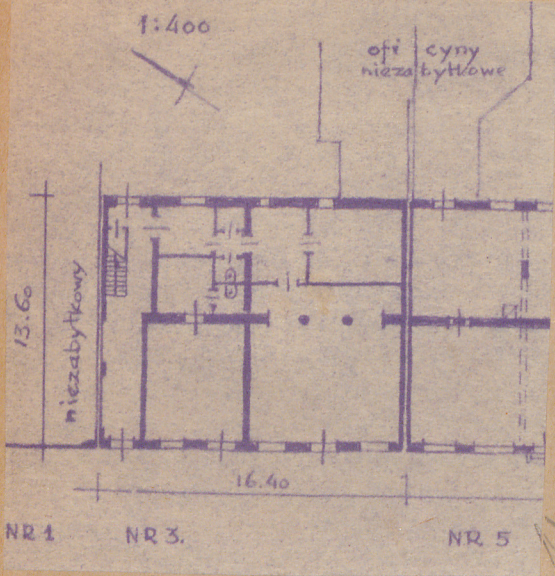 1:400
ofi cyny
niezabytkowe
13.60
niezabytkowy
16.40
NR 1
NR 3.
NR 5